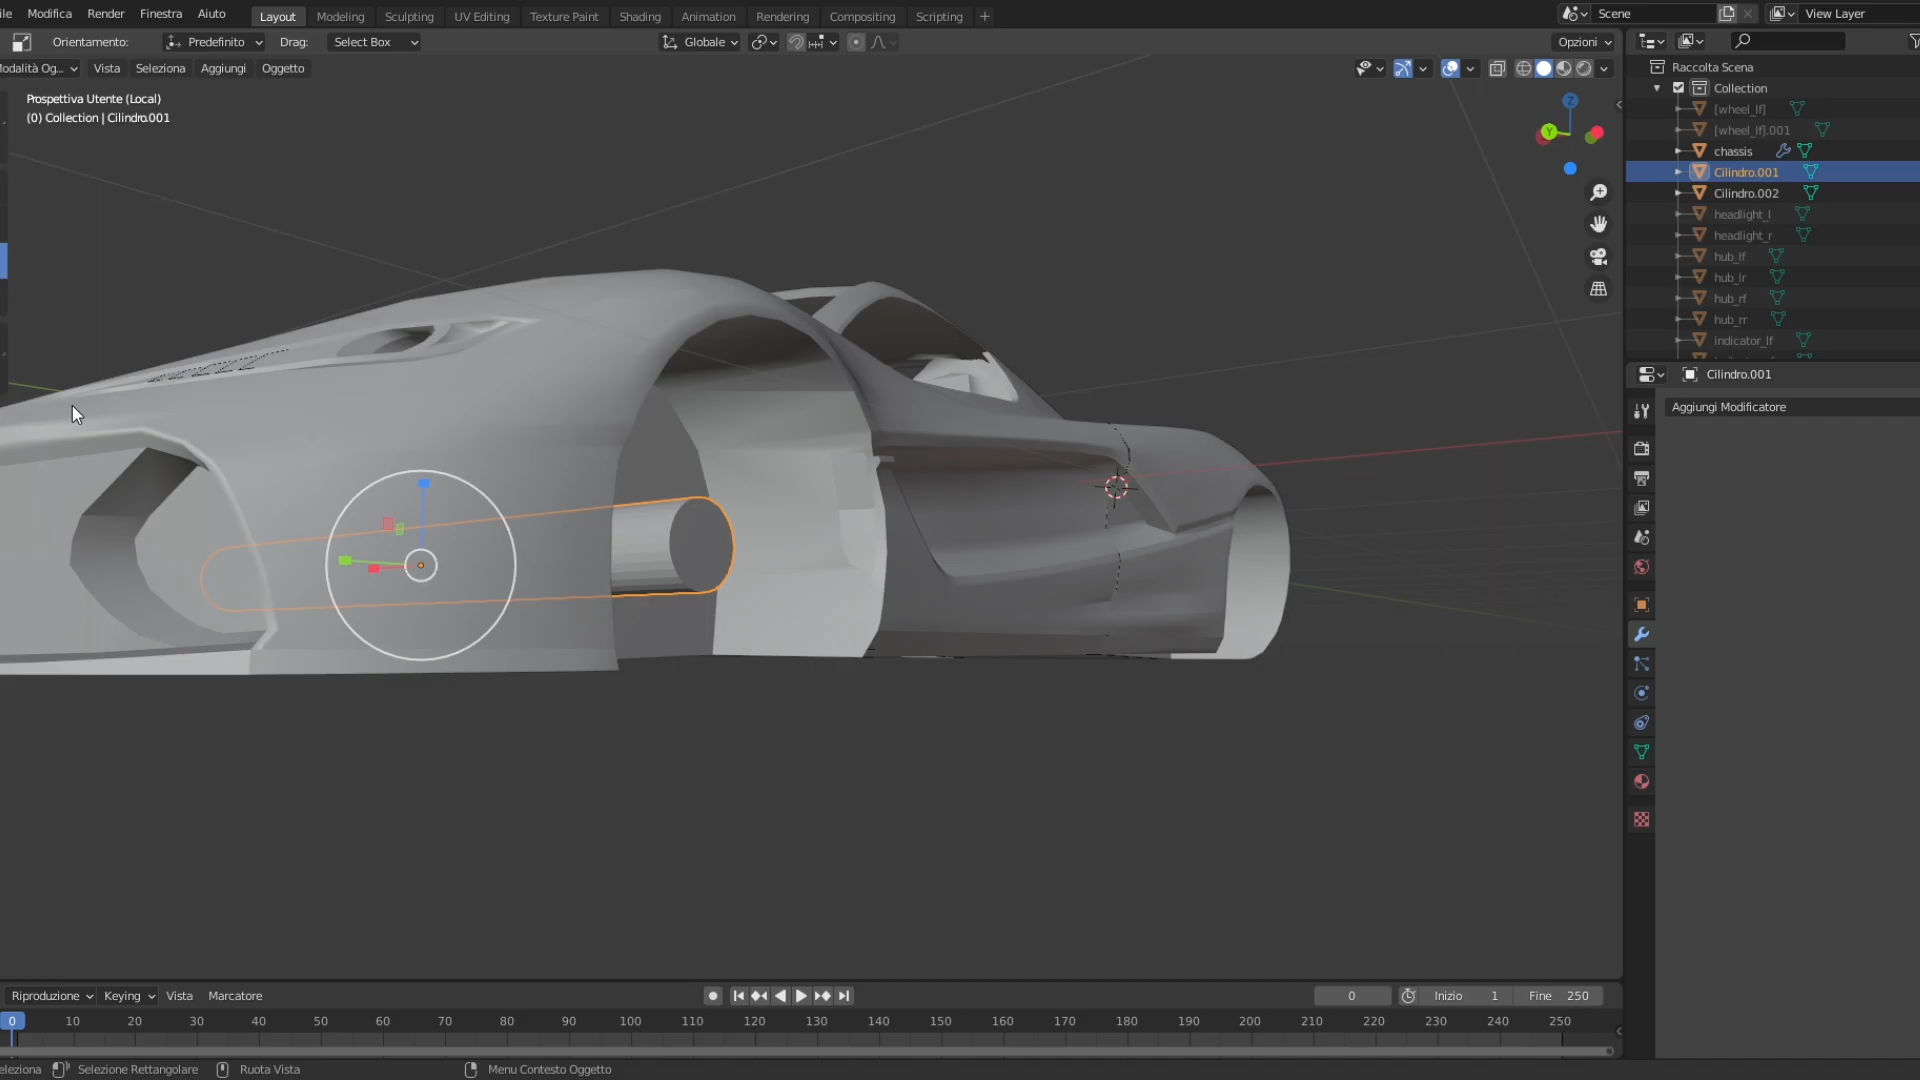 ile Modifica Render Finestra Aiuto Layout Modeling Sculpting UV Editing Texture Paint Shading Animation Rendering Compositing Scripting + Scene View Layer
Orientamento: Predefinito Drag: Select Box Globale Opzioni
Modalità Og... Vista Seleziona Aggiungi Oggetto
Prospettiva Utente (Local)
(0) Collection | Cilindro.001
Z
Y
Raccolta Scena
Collection
[wheel_lf]
[wheel_lf].001
chassis
Cilindro.001
Cilindro.002
headlight_l
headlight_r
hub_lf
hub_lr
hub_rf
hub_rr
indicator_lf
Cilindro.001
Aggiungi Modificatore
Riproduzione Keying Vista Marcatore 0 Inizio 1 Fine 250
0 10 20 30 40 50 60 70 80 90 100 110 120 130 140 150 160 170 180 190 200 210 220 230 240 250
eleziona Selezione Rettangolare Ruota Vista Menu Contesto Oggetto